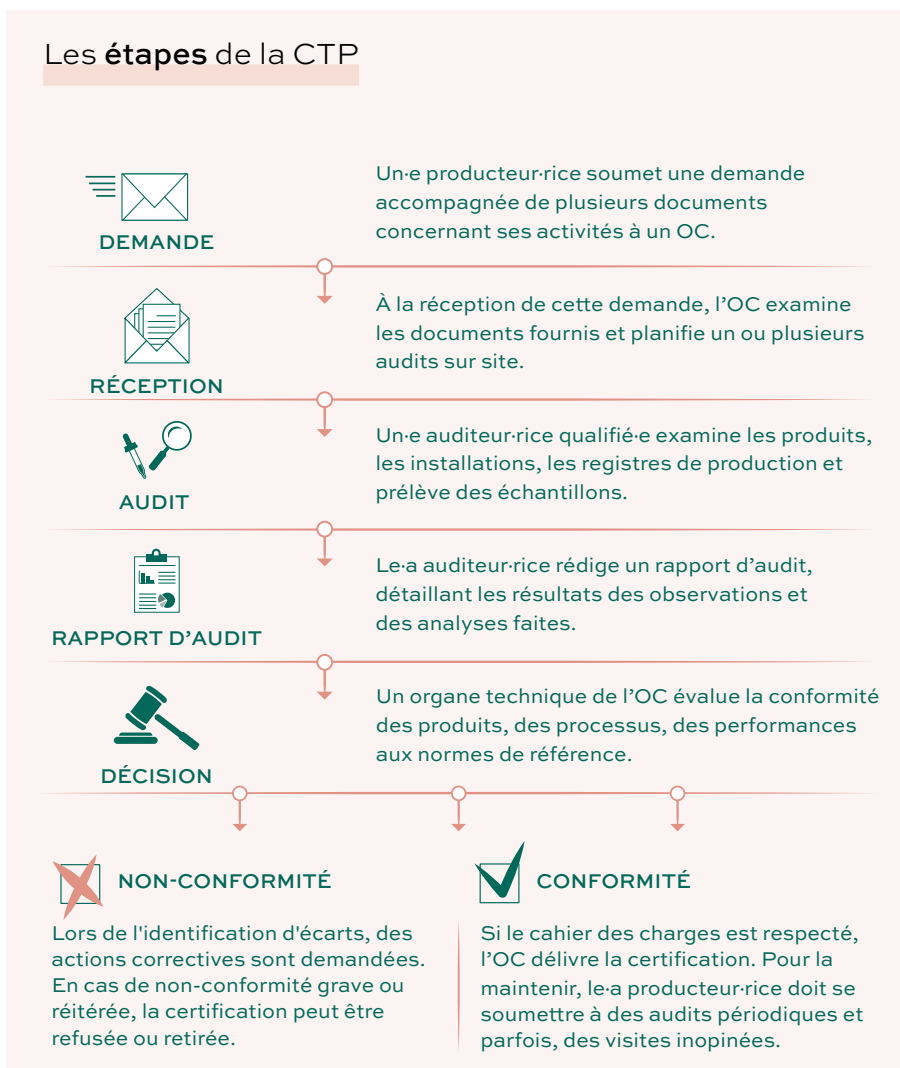 Les étapes de la CTP
Un·e producteur·rice soumet une demande
accompagnée de plusieurs documents
concernant ses activités à un OC.
DEMANDE
À la réception de cette demande, l’OC examine
les documents fournis et planifie un ou plusieurs
audits sur site.
RÉCEPTION
Un·e auditeur·rice qualifié·e examine les produits,
les installations, les registres de production et
prélève des échantillons.
AUDIT
Le·a auditeur·rice rédige un rapport d’audit,
détaillant les résultats des observations et
des analyses faites.
RAPPORT D’AUDIT
Un organe technique de l’OC évalue la conformité
des produits, des processus, des performances
aux normes de référence.
DÉCISION
NON-CONFORMITÉ
Lors de l'identification d'écarts, des
actions correctives sont demandées.
En cas de non-conformité grave ou
réitérée, la certification peut être
refusée ou retirée.
CONFORMITÉ
Si le cahier des charges est respecté,
l’OC délivre la certification. Pour la
maintenir, le·a producteur·rice doit se
soumettre à des audits périodiques et
parfois, des visites inopinées.